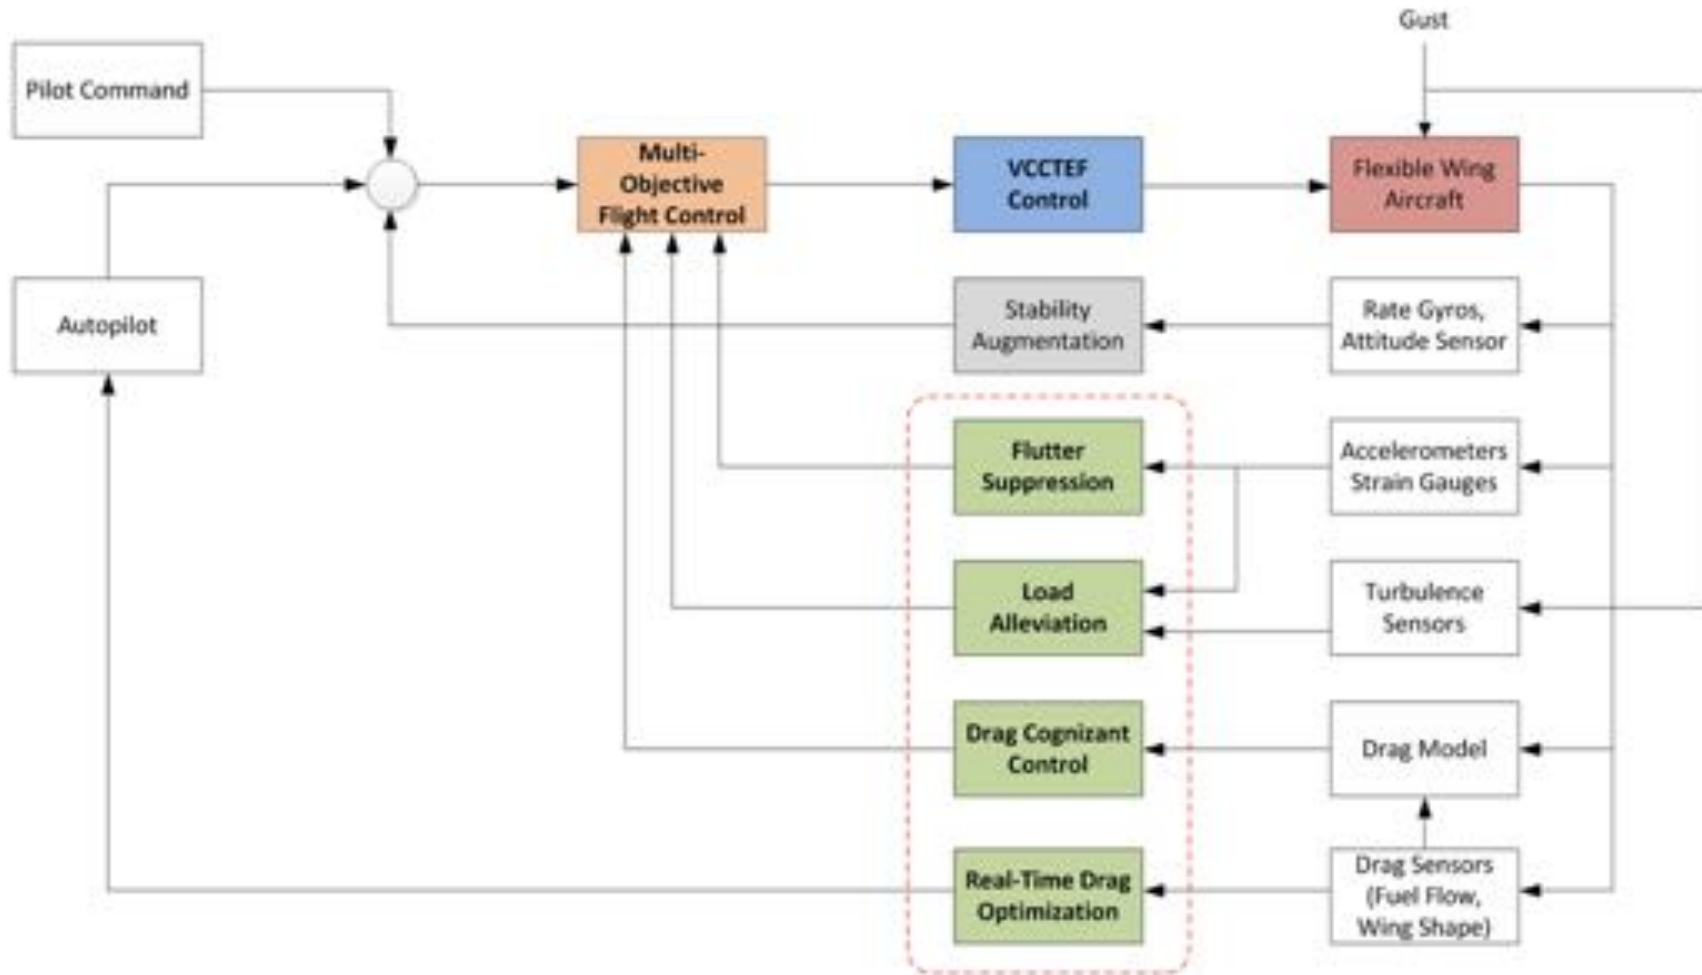 Gust
Pilot Command
Multi-
Objective
Flight Control
VCCTEF
Control
Flexible Wing
Aircraft
Autopilot
Stability
Augmentation
Rate Gyros,
Attitude Sensor
Flutter
Suppression
Accelerometers
Strain Gauges
Load
Alleviation
Turbulence
Sensors
Drag Cognizant
Control
Drag Model
Real-Time Drag
Optimization
Drag Sensors
(Fuel Flow,
Wing Shape)